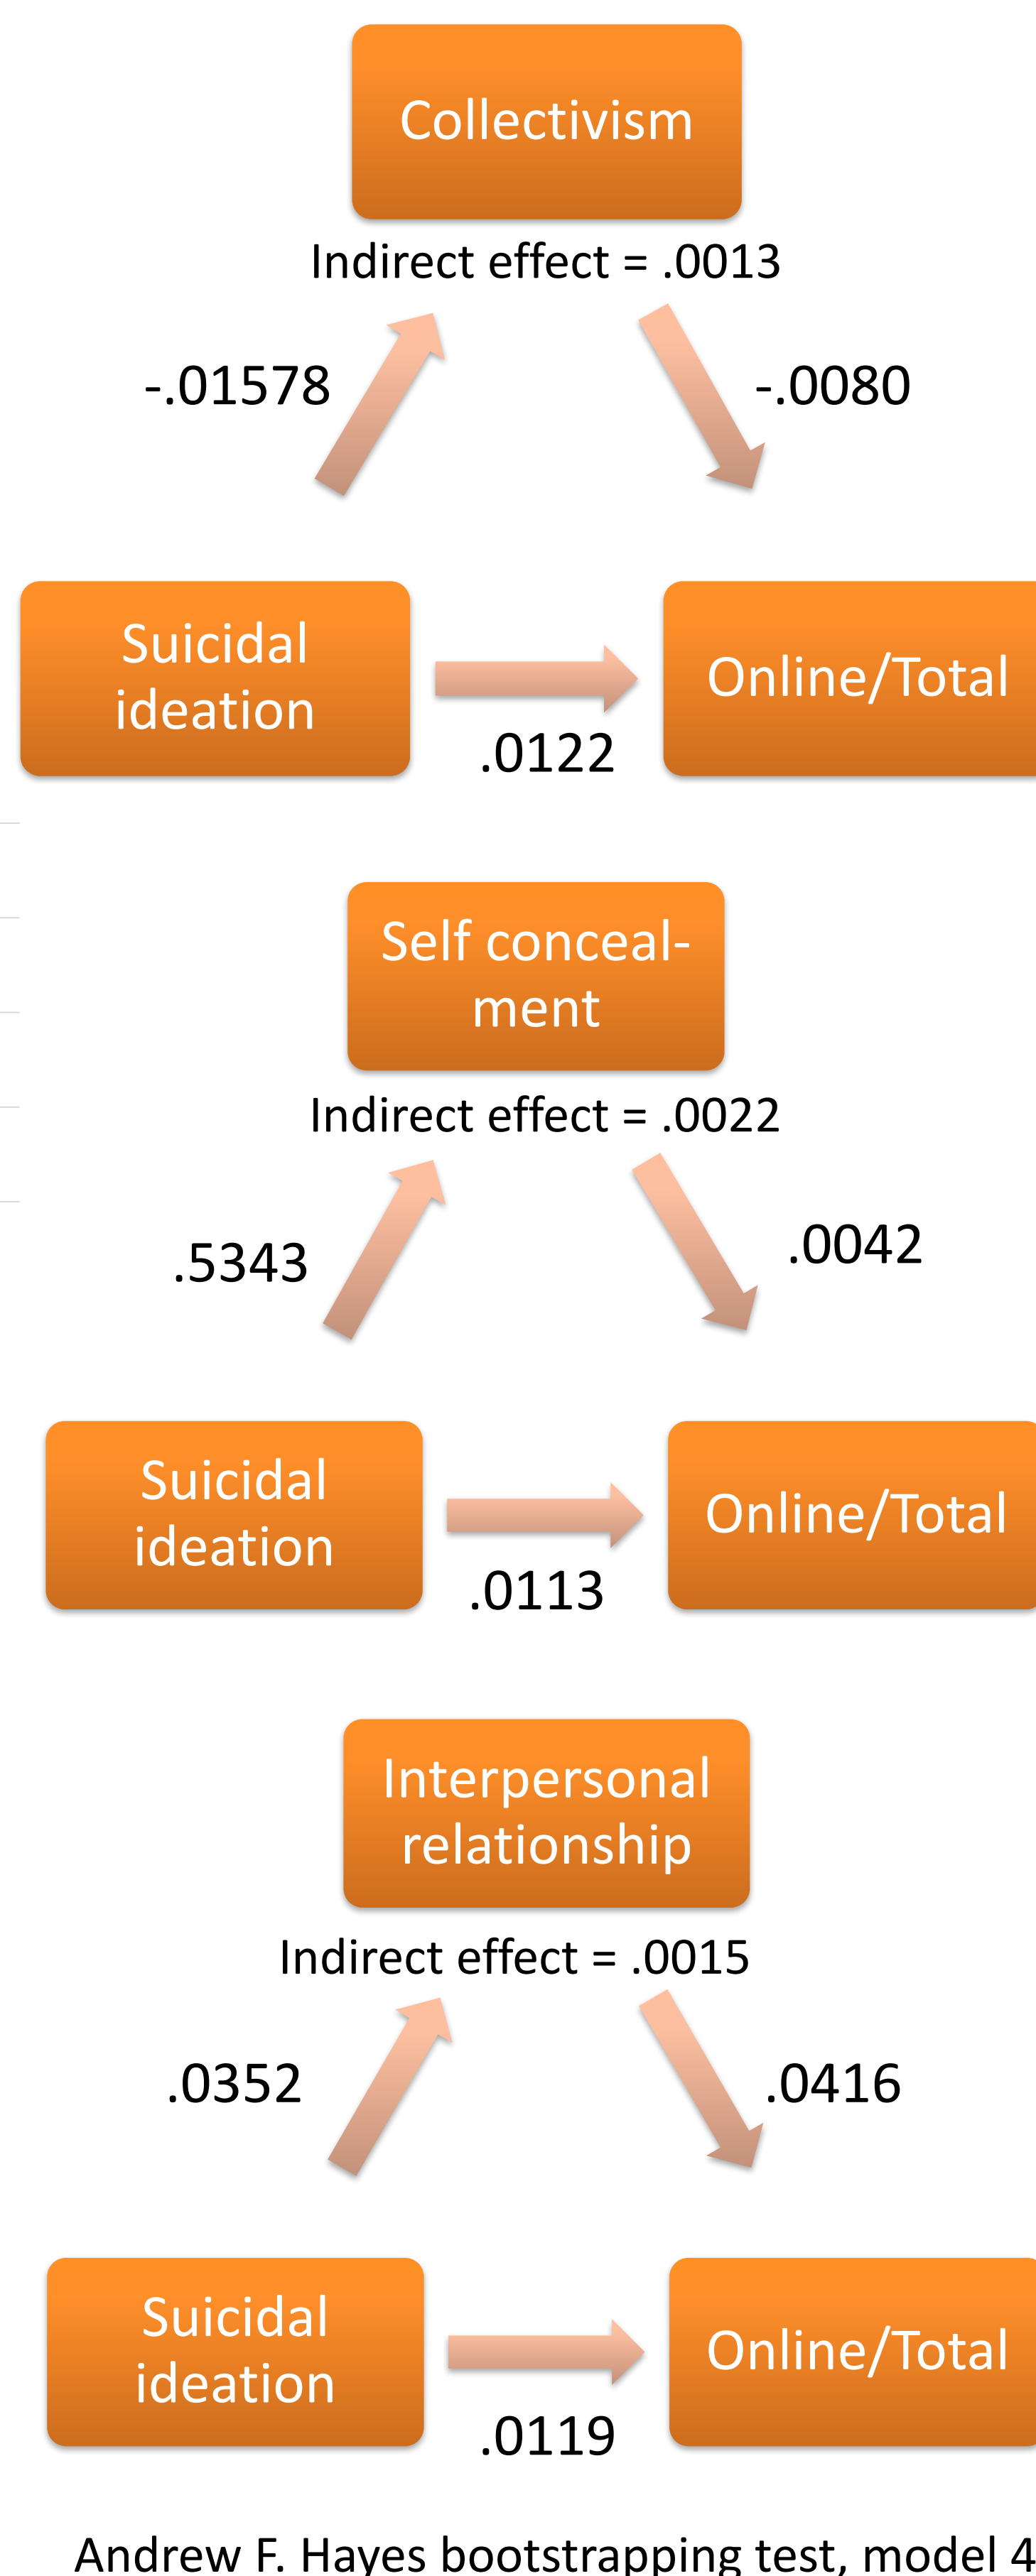 Collectivism
Indirect effect = .0013
-.01578
-.0080
Suicidal
ideation
Online/Total
.0122
Self conceal-
ment
Indirect effect = .0022
.5343
.0042
Suicidal
ideation
Online/Total
.0113
Interpersonal
relationship
Indirect effect = .0015
.0352
.0416
Suicidal
ideation
Online/Total
.0119
Andrew F. Hayes bootstrapping test, model 4